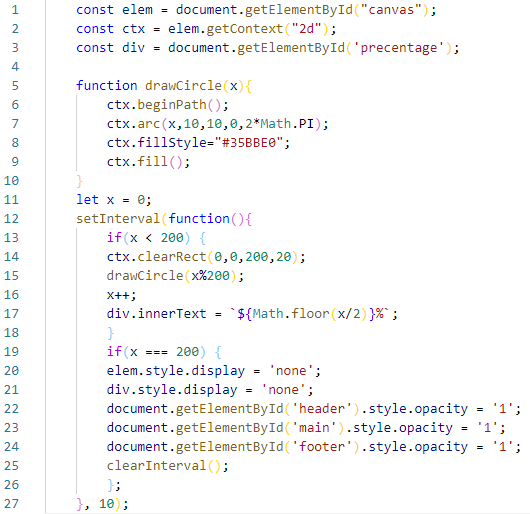 1 const elem = document.getElementById("canvas");
2 const ctx = elem.getContext("2d");
3 const div = document.getElementById('precentage');
4
5 function drawCircle(x){
6 ctx.beginPath();
7 ctx.arc(x,10,10,0,2*Math.PI);
8 ctx.fillStyle="#35BBE0";
9 ctx.fill();
10 }
11 let x = 0;
12 setInterval(function(){
13 if(x < 200) {
14 ctx.clearRect(0,0,200,20);
15 drawCircle(x%200);
16 x++;
17 div.innerText = `${Math.floor(x/2)}%`;
18 }
19 if(x === 200) {
20 elem.style.display = 'none';
21 div.style.display = 'none';
22 document.getElementById('header').style.opacity = '1';
23 document.getElementById('main').style.opacity = '1';
24 document.getElementById('footer').style.opacity = '1';
25 clearInterval();
26 };
27 }, 10);